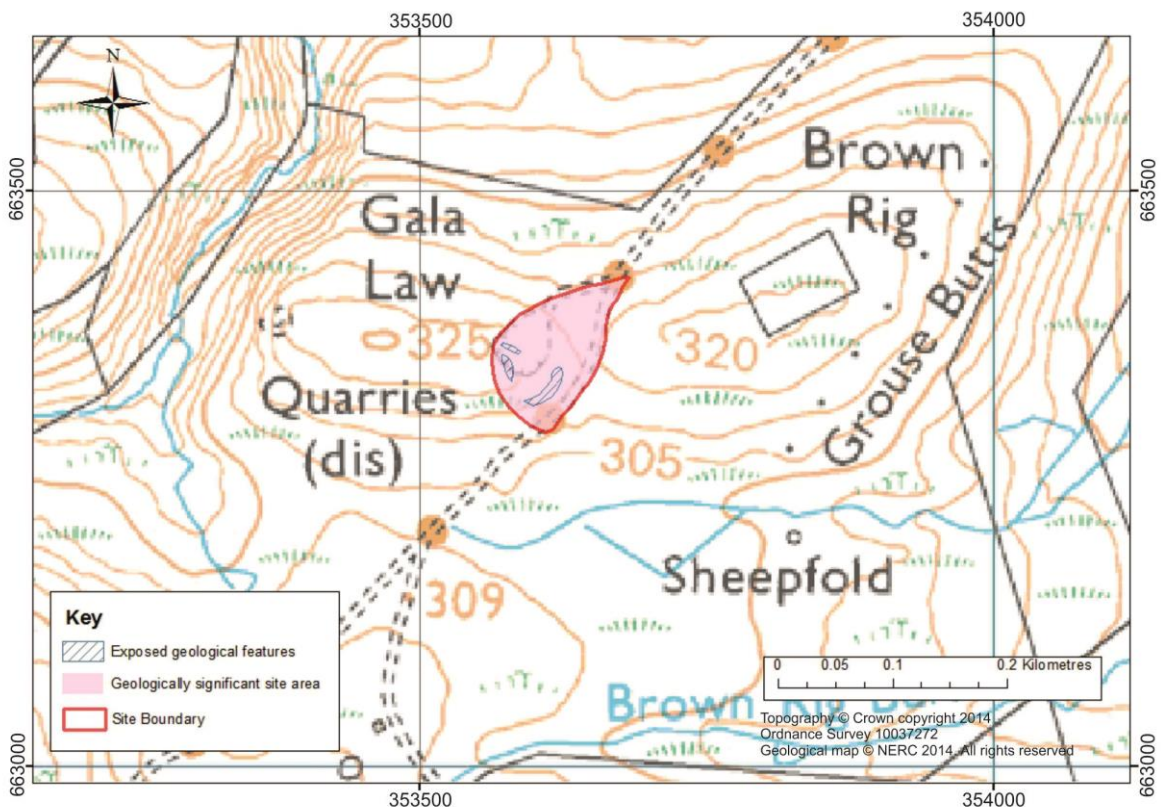 353500
354000
N
663500
663500
Brown
Rig
Gala
Law
325
320
Grouse Butts
Quarries
(dis)
305
Sheepfold
309
Key
Exposed geological features
Geologically significant site area
Site Boundary
0 0.05 0.1 0.2 Kilometres
Brown Rig
Topography © Crown copyright 2014
Ordnance Survey 10037272
Geological map © NERC 2014. All rights reserved
663000
663000
353500
354000